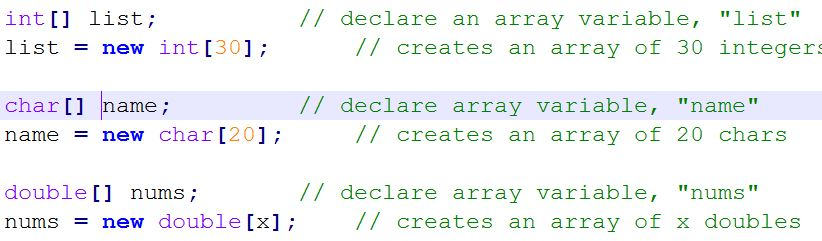 int[] list;          // declare an array variable, "list"
list = new int[30];      // creates an array of 30 integers
char[] name;         // declare array variable, "name"
name = new char[20];     // creates an array of 20 chars
double[] nums;       // declare array variable, "nums"
nums = new double[x];    // creates an array of x doubles